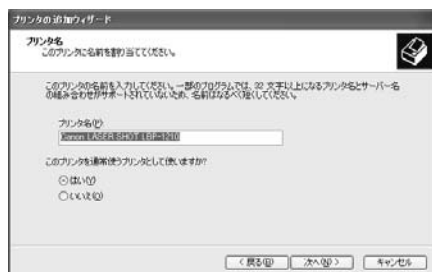 プリンタの追加ウィザード
プリンタ名
このプリンタに名前を割り当ててください。
このプリンタの名前を入力してください。一部のプログラムでは、32 文字以上になるプリンタ名とサーバー名
の組み合わせがサポートされていないため、名前はなるべく短くしてください。
プリンタ名(P):
Canon LASER SHOT LBP-1210
このプリンタを通常使うプリンタとして使いますか?
はい(Y)
いいえ(O)
< 戻る(B)
次へ(N) >
キャンセル